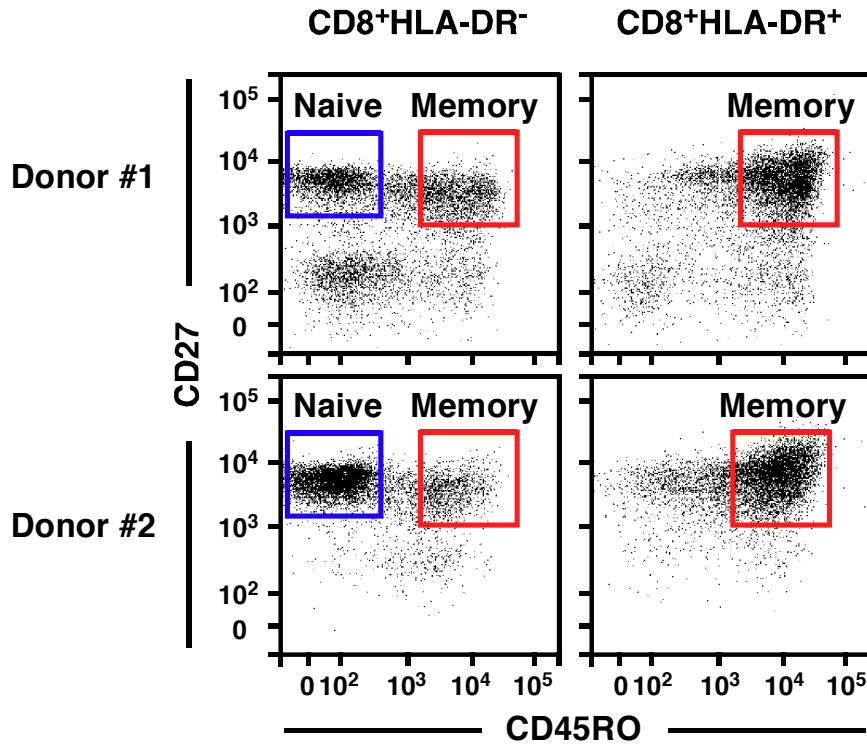 CD8⁺HLA-DR⁻ CD8⁺HLA-DR⁺
Naive Memory Memory
10⁵
10⁴
Donor #1
10³
10²
0
CD27
Naive Memory Memory
10⁵
10⁴
Donor #2
10³
10²
0
0 10² 10³ 10⁴ 10⁵ 0 10² 10³ 10⁴ 10⁵
CD45RO